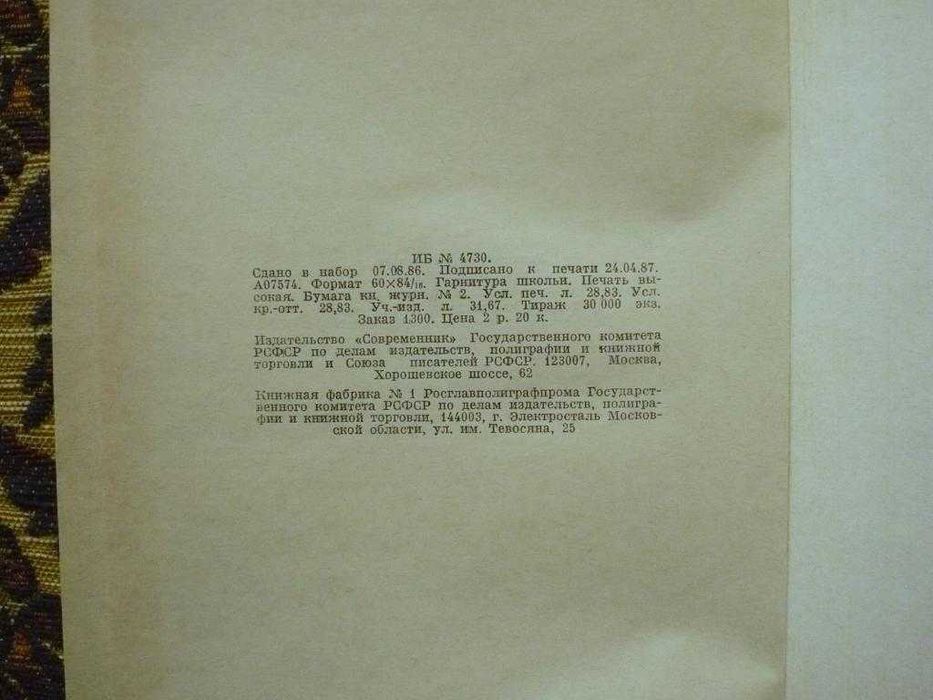 ИБ № 4730.
Сдано в набор 07.08.86. Подписано к печати 24.04.87.
А07574. Формат 60×84/16. Гарнитура школьн. Печать вы-
сокая. Бумага кн. журн. № 2. Усл. печ. л. 28,83. Усл.
кр.-отт. 28,83. Уч.-изд. л. 31,67. Тираж 30 000 экз.
Заказ 1300. Цена 2 р. 20 к.
Издательство «Современник» Государственного комитета
РСФСР по делам издательств, полиграфии и книжной
торговли и Союза писателей РСФСР. 123007, Москва,
Хорошевское шоссе, 62
Книжная фабрика № 1 Росглавполиграфпрома Государст-
венного комитета РСФСР по делам издательств, полигра-
фии и книжной торговли, 144003, г. Электросталь Москов-
ской области, ул. им. Тевосяна, 25